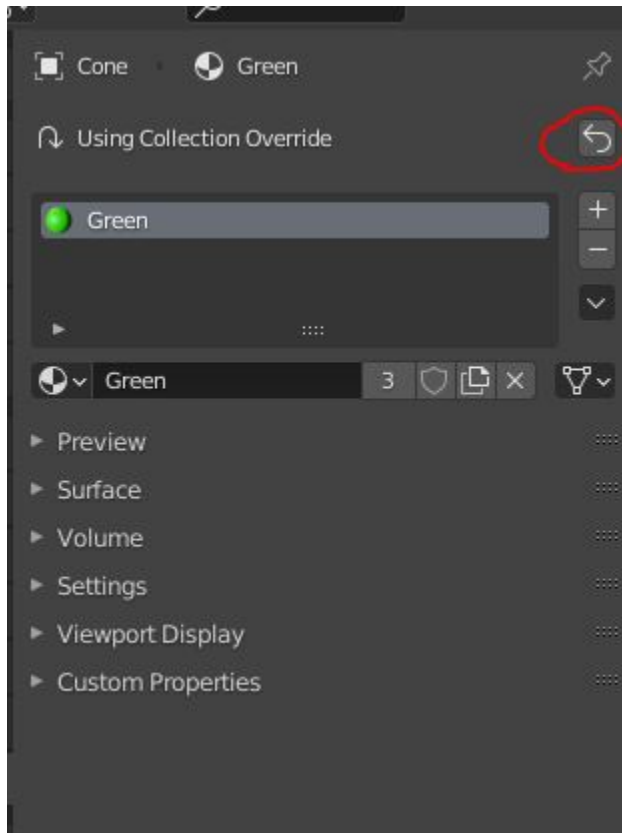 Cone Green
Using Collection Override
Green
Green 3
Preview
Surface
Volume
Settings
Viewport Display
Custom Properties